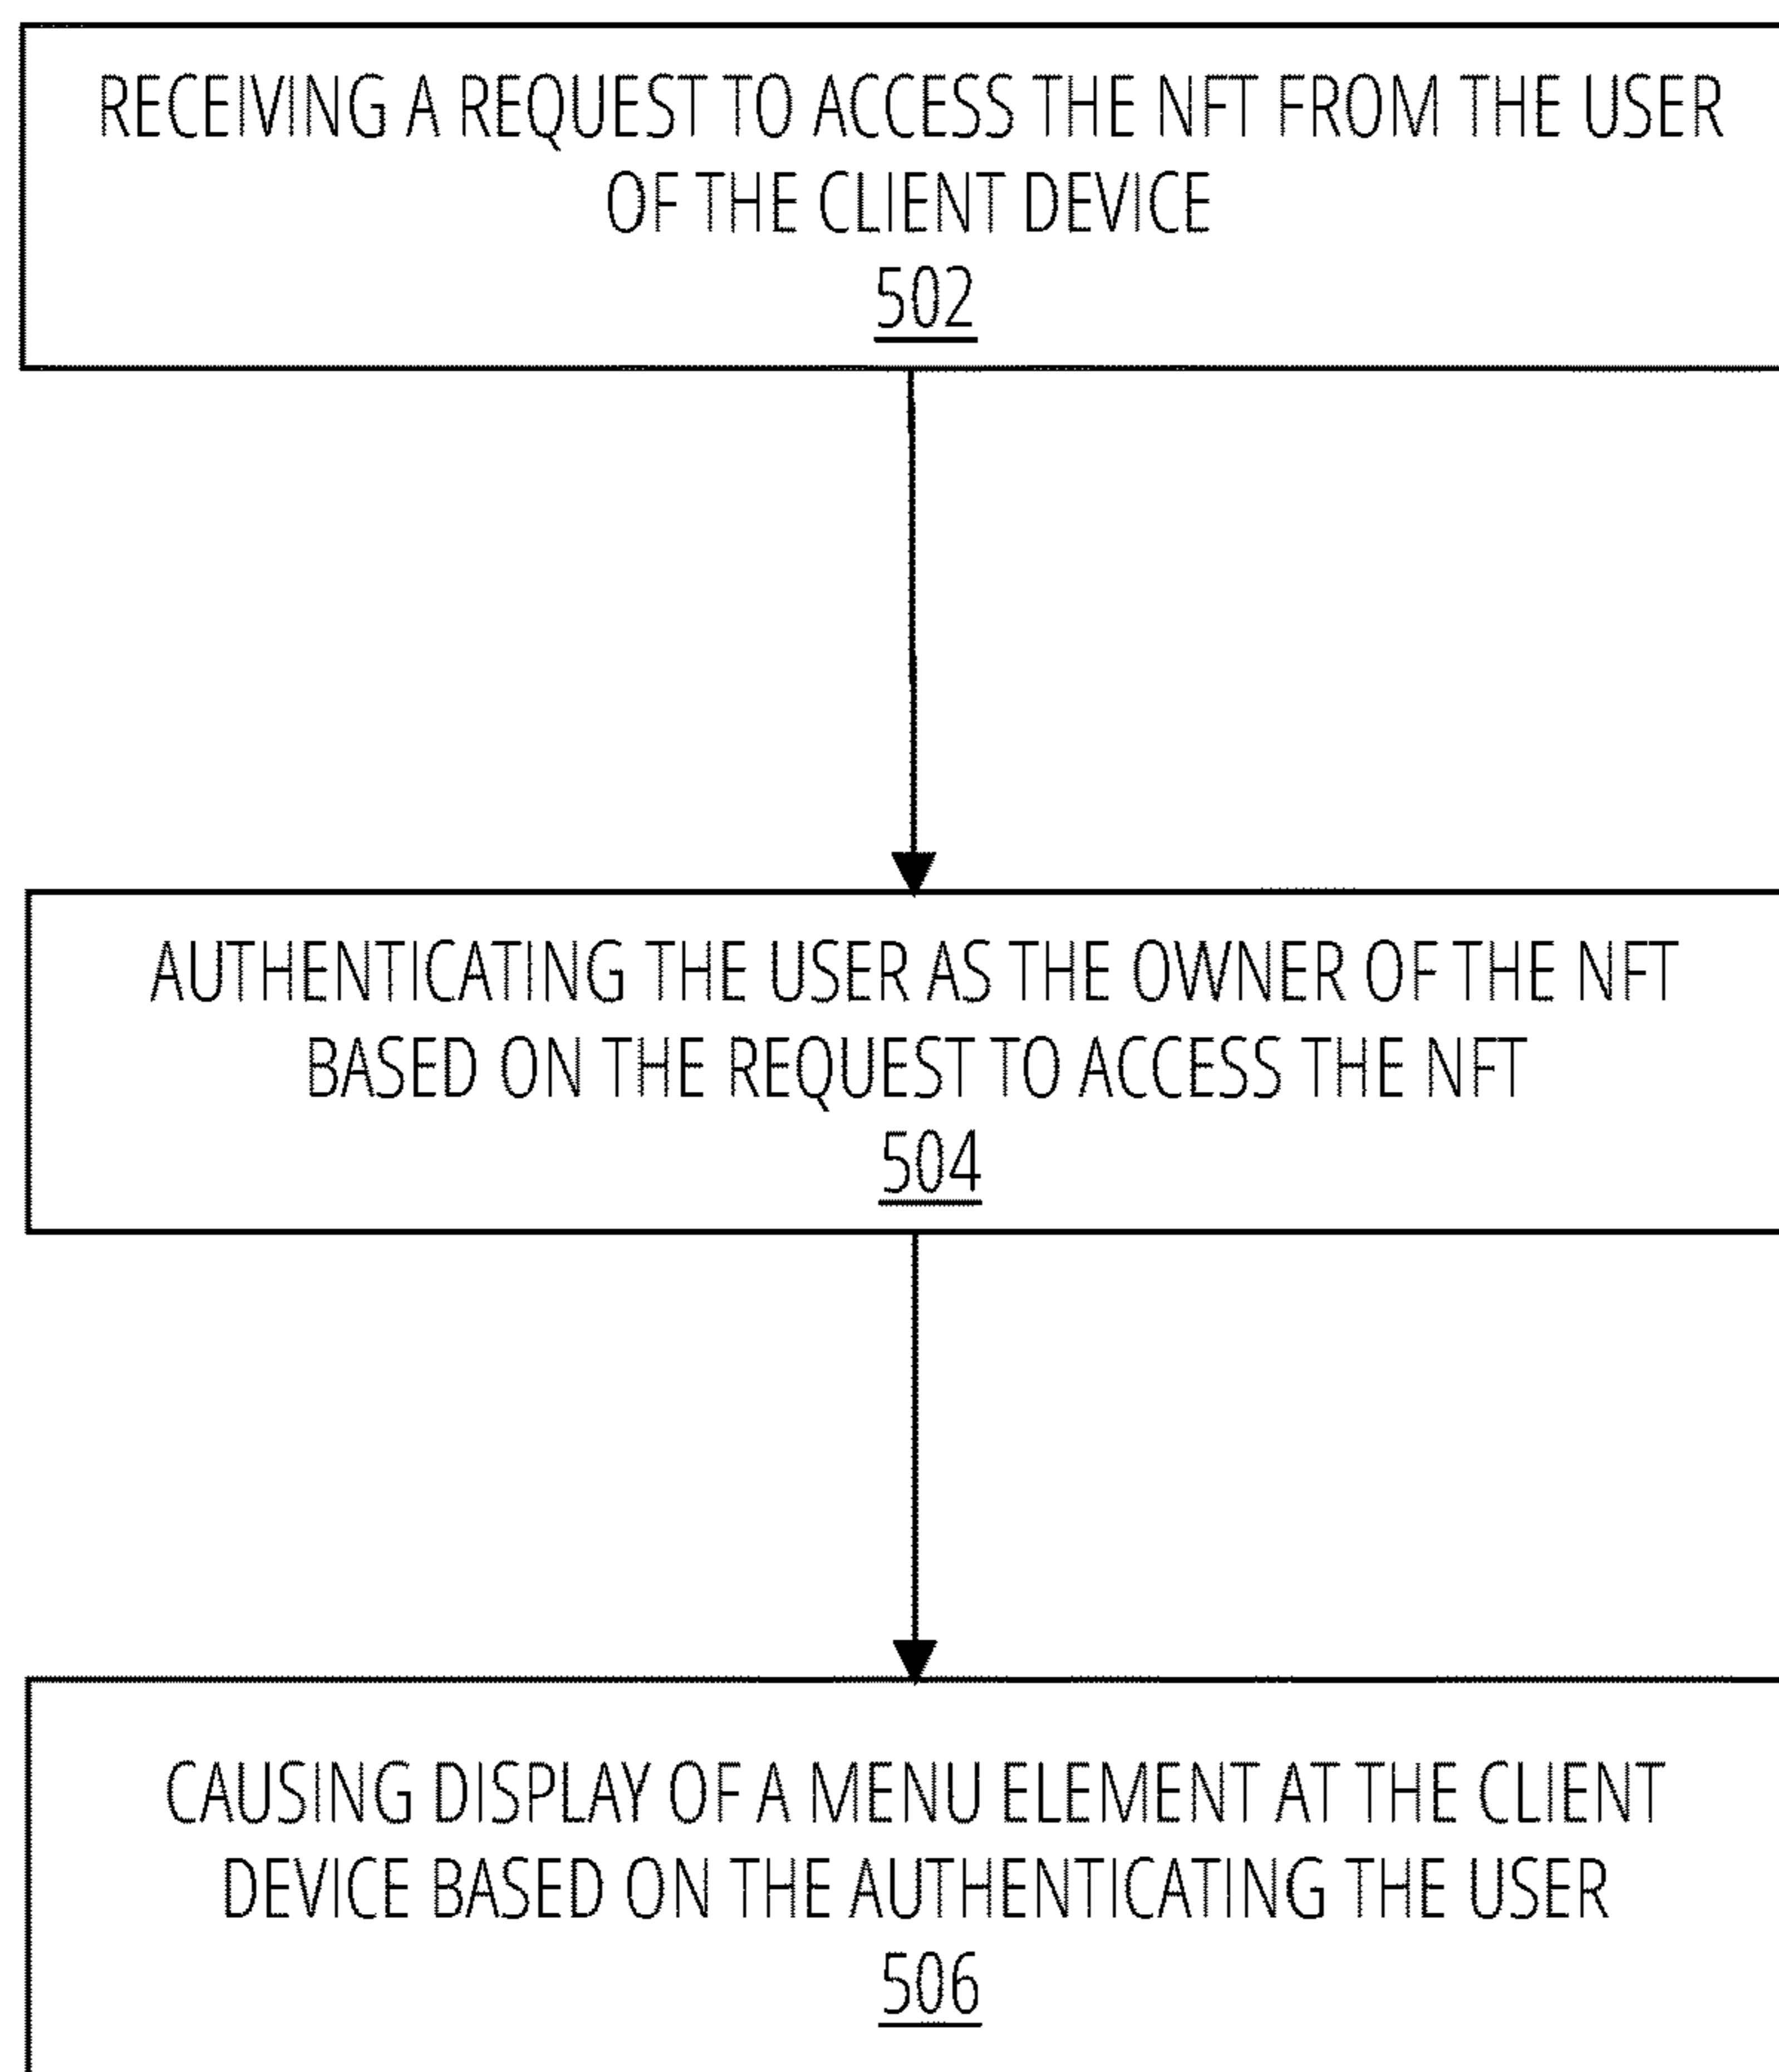 RECEIVING A REQUEST TO ACCESS THE NFT FROM THE USER
OF THE CLIENT DEVICE
502
AUTHENTICATING THE USER AS THE OWNER OF THE NFT
BASED ON THE REQUEST TO ACCESS THE NFT
504
CAUSING DISPLAY OF A MENU ELEMENT AT THE CLIENT
DEVICE BASED ON THE AUTHENTICATING THE USER
506